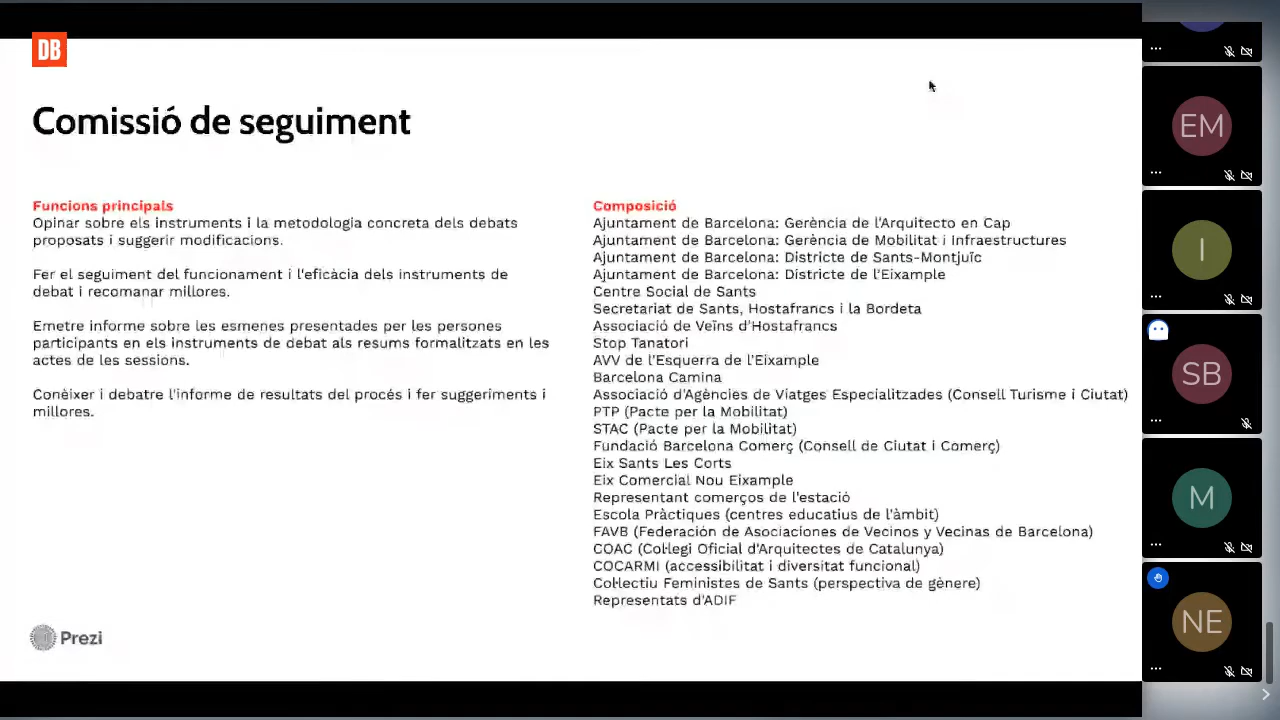 DB
Comissió de seguiment
Funcions principals
Opinar sobre els instruments i la metodologia concreta dels debats
proposats i suggerir modificacions.
Fer el seguiment del funcionament i l'eficàcia dels instruments de
debat i recomanar millores.
Emetre informe sobre les esmenes presentades per les persones
participants en els instruments de debat als resums formalitzats en les
actes de les sessions.
Conèixer i debatre l'informe de resultats del procés i fer suggeriments i
millores.
Composició
Ajuntament de Barcelona: Gerència de l'Arquitecto en Cap
Ajuntament de Barcelona: Gerència de Mobilitat i Infraestructures
Ajuntament de Barcelona: Districte de Sants-Montjuïc
Ajuntament de Barcelona: Districte de l'Eixample
Centre Social de Sants
Secretariat de Sants, Hostafrancs i la Bordeta
Associació de Veïns d'Hostafrancs
Stop Tanatori
AVV de l'Esquerra de l'Eixample
Barcelona Camina
Associació d'Agències de Viatges Especialitzades (Consell Turisme i Ciutat)
PTP (Pacte per la Mobilitat)
STAC (Pacte per la Mobilitat)
Fundació Barcelona Comerç (Consell de Ciutat i Comerç)
Eix Sants Les Corts
Eix Comercial Nou Eixample
Representant comerços de l'estació
Escola Pràctiques (centres educatius de l'àmbit)
FAVB (Federación de Asociaciones de Vecinos y Vecinas de Barcelona)
COAC (Col·legi Oficial d'Arquitectes de Catalunya)
COCARMI (accessibilitat i diversitat funcional)
Col·lectiu Feministes de Sants (perspectiva de gènere)
Representats d'ADIF
Prezi
EM
I
SB
M
NE